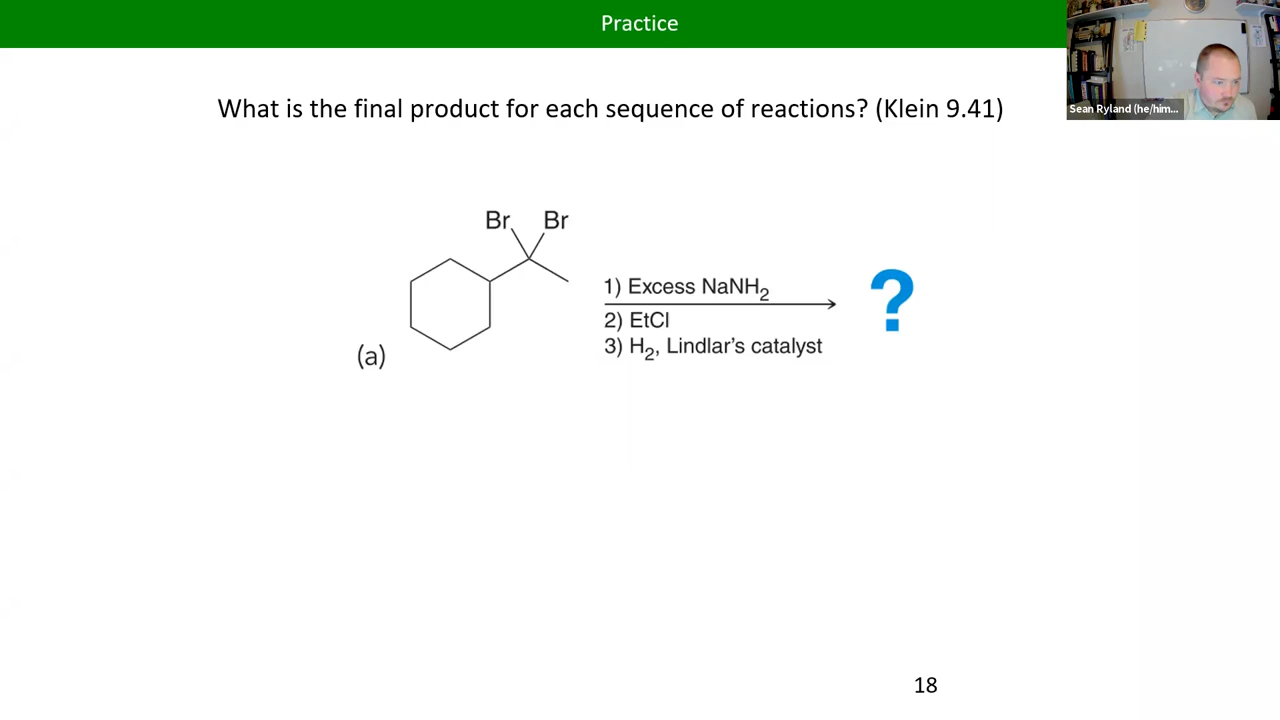 Practice
Sean Ryland (he/him...
What is the final product for each sequence of reactions? (Klein 9.41)
Br Br
1) Excess NaNH2
2) EtCl
3) H2, Lindlar's catalyst
?
(a)
18